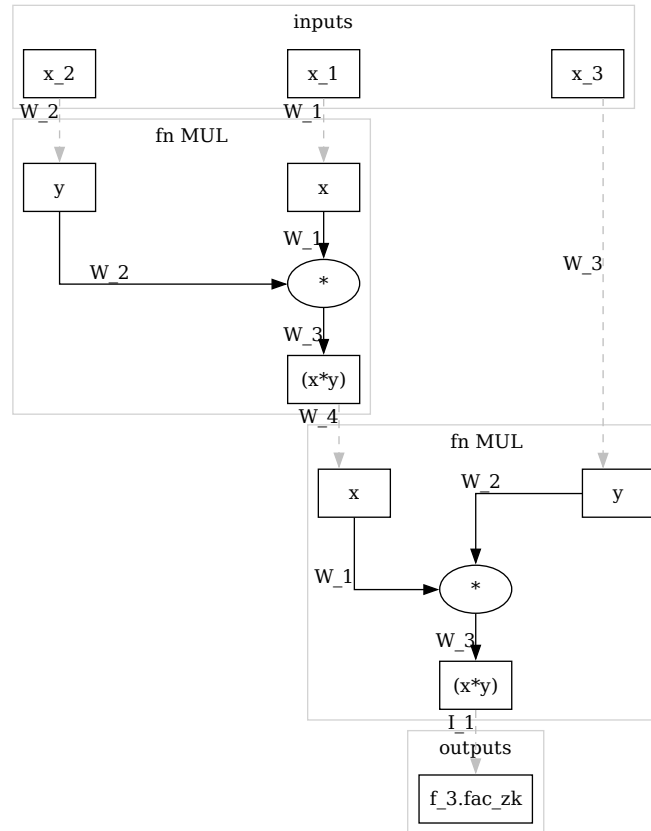 inputs
x_2
x_1
x_3
W_2
W_1
fn MUL
y
x
W_1
W_2
*
W_3
W_3
(x*y)
W_4
fn MUL
x
W_2
y
W_1
*
W_3
(x*y)
I_1
outputs
f_3.fac_zk